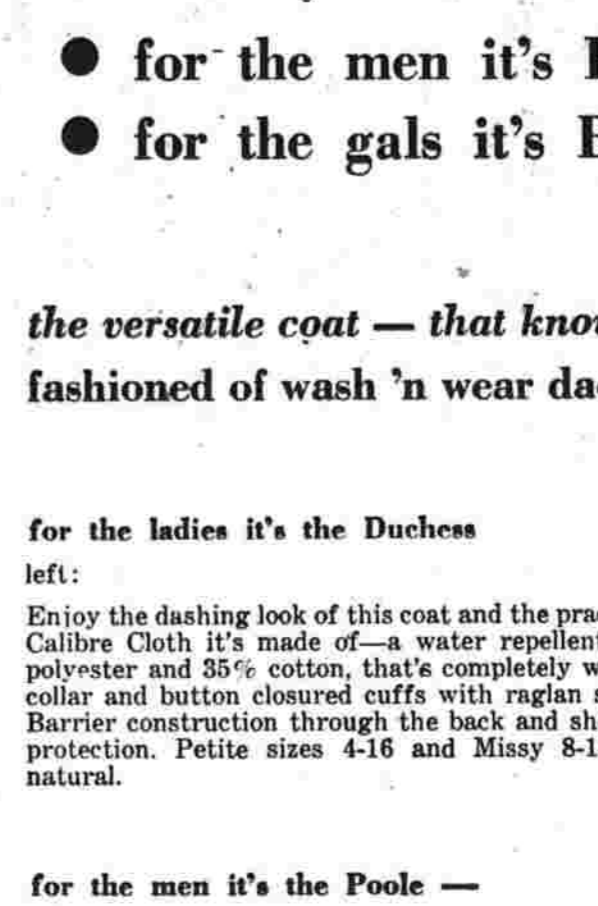 ● for the men it's
● for the gals it's
the versatile coat — that
fashioned of wash 'n wear
for the ladies it's the Duchess
left:
Enjoy the dashing look of this coat and the
Calibre Cloth it's made of—a water repellent
polyester and 35% cotton, that's completely
collar and button closured cuffs with raglan
Barrier construction through the back and
protection. Petite sizes 4-16 and Missy
natural.
for the men it's the Poole —